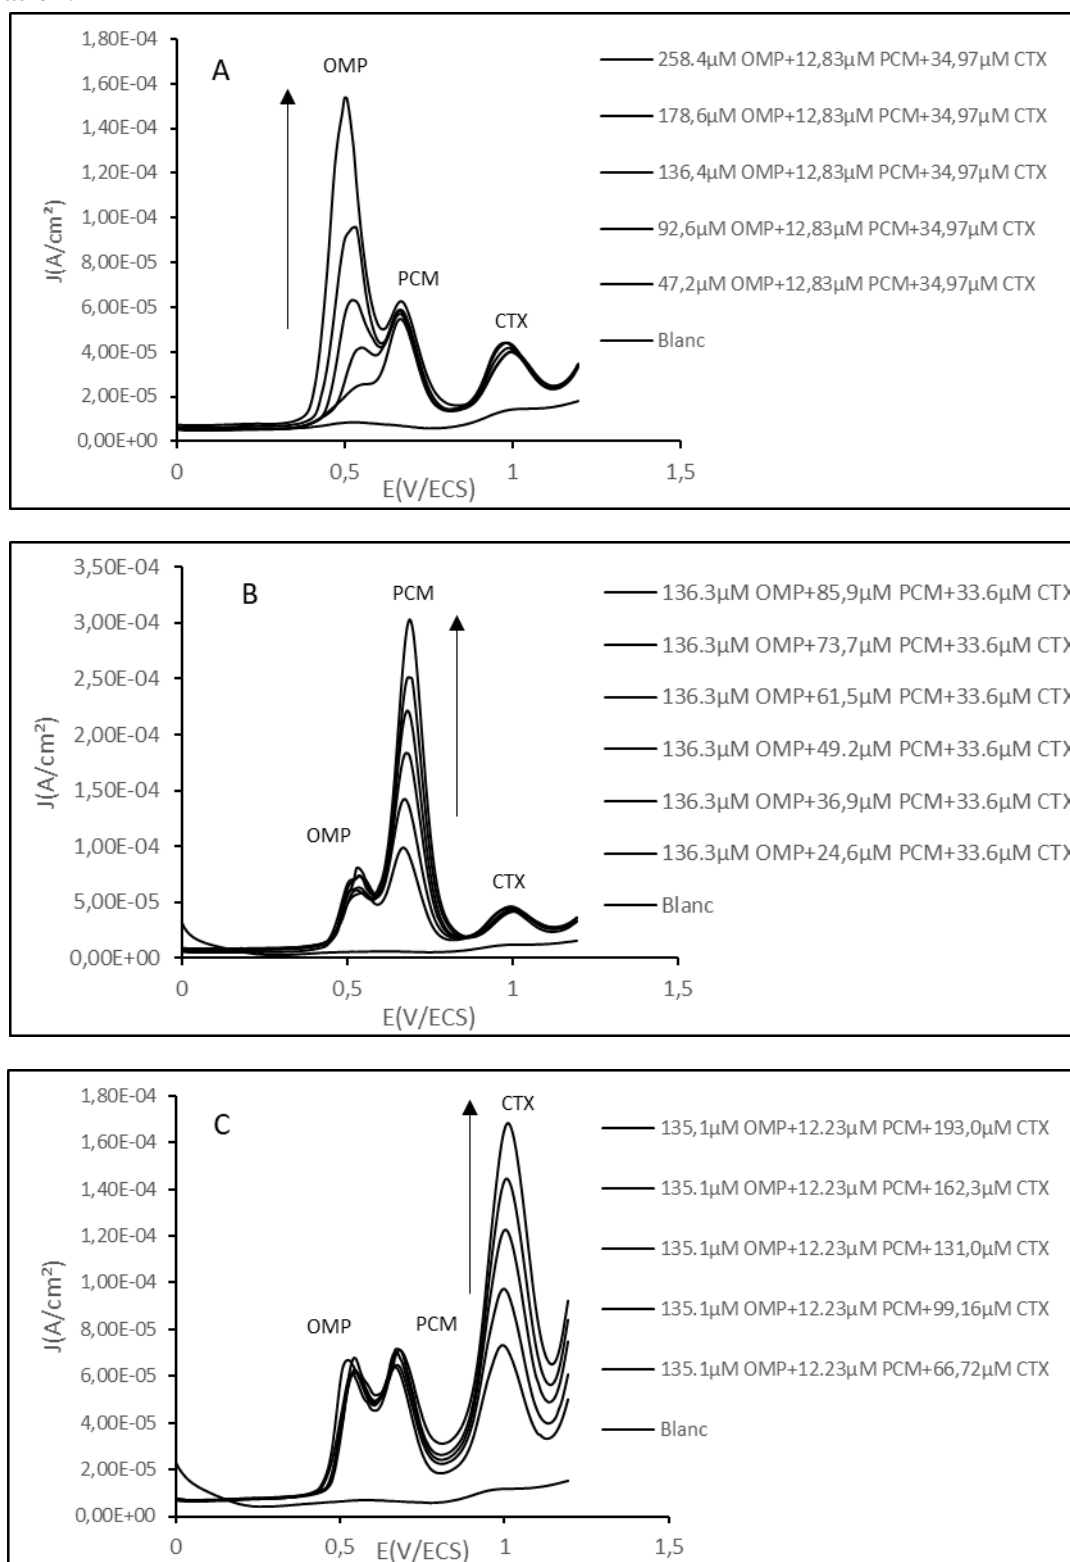 1,80E-04
A
OMP
258.4µM OMP+12,83µM PCM+34,97µM CTX
1,60E-04
178,6µM OMP+12,83µM PCM+34,97µM CTX
1,40E-04
1,20E-04
136,4µM OMP+12,83µM PCM+34,97µM CTX
1,00E-04
92,6µM OMP+12,83µM PCM+34,97µM CTX
8,00E-05
PCM
47,2µM OMP+12,83µM PCM+34,97µM CTX
6,00E-05
CTX
Blanc
4,00E-05
2,00E-05
0,00E+00
J(A/cm²)
0 0,5 1 1,5
E(V/ECS)
3,50E-04
B
PCM
136.3µM OMP+85,9µM PCM+33.6µM CTX
3,00E-04
136.3µM OMP+73,7µM PCM+33.6µM CTX
2,50E-04
136.3µM OMP+61,5µM PCM+33.6µM CTX
2,00E-04
136.3µM OMP+49.2µM PCM+33.6µM CTX
1,50E-04
136.3µM OMP+36,9µM PCM+33.6µM CTX
OMP
1,00E-04
136.3µM OMP+24,6µM PCM+33.6µM CTX
CTX
5,00E-05
Blanc
0,00E+00
J(A/cm²)
0 0,5 1 1,5
E(V/ECS)
1,80E-04
C
CTX
135,1µM OMP+12.23µM PCM+193,0µM CTX
1,60E-04
135.1µM OMP+12.23µM PCM+162,3µM CTX
1,40E-04
1,20E-04
135.1µM OMP+12.23µM PCM+131,0µM CTX
1,00E-04
135.1µM OMP+12.23µM PCM+99,16µM CTX
8,00E-05
OMP
PCM
135.1µM OMP+12.23µM PCM+66,72µM CTX
6,00E-05
4,00E-05
Blanc
2,00E-05
0,00E+00
J(A/cm²)
0 0,5 1 1,5
E(V/ECS)